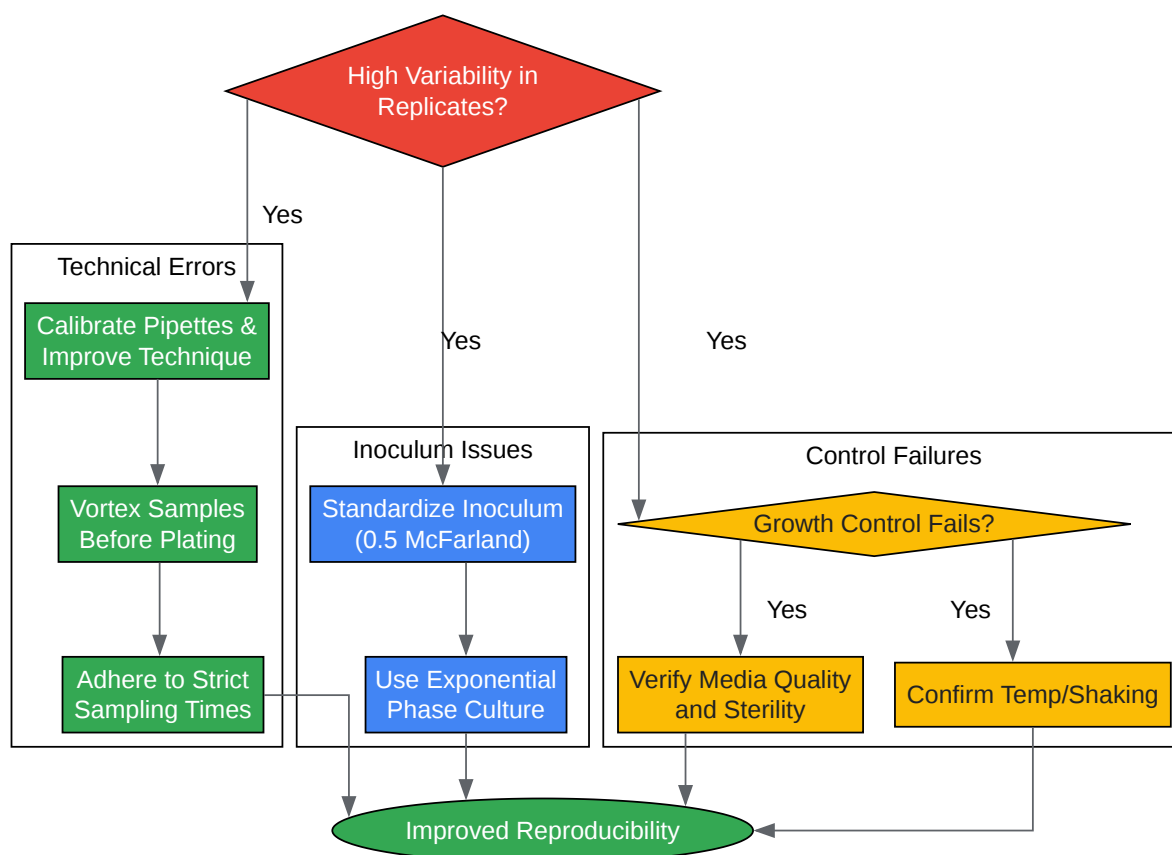 High Variability in
Replicates?
Yes
Technical Errors
Calibrate Pipettes &
Improve Technique
Vortex Samples
Before Plating
Adhere to Strict
Sampling Times
Yes
Inoculum Issues
Standardize Inoculum
(0.5 McFarland)
Use Exponential
Phase Culture
Yes
Control Failures
Growth Control Fails?
Yes
Yes
Verify Media Quality
and Sterility
Confirm Temp/Shaking
Improved Reproducibility